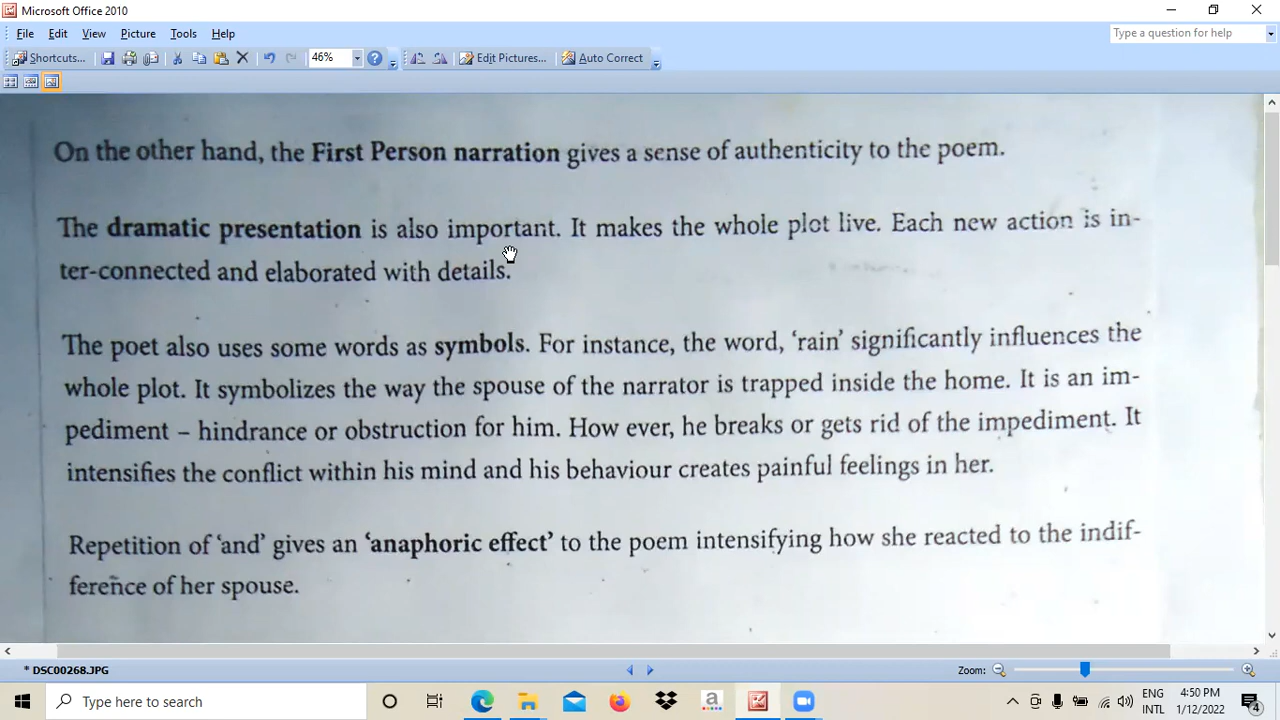 Microsoft Office 2010
File Edit View Picture Tools Help
Type a question for help
Shortcuts... 46% Edit Pictures... Auto Correct
On the other hand, the First Person narration gives a sense of authenticity to the poem.
The dramatic presentation is also important. It makes the whole plot live. Each new action is in-
ter-connected and elaborated with details.
The poet also uses some words as symbols. For instance, the word, ‘rain’ significantly influences the
whole plot. It symbolizes the way the spouse of the narrator is trapped inside the home. It is an im-
pediment – hindrance or obstruction for him. How ever, he breaks or gets rid of the impediment. It
intensifies the conflict within his mind and his behaviour creates painful feelings in her.
Repetition of ‘and’ gives an ‘anaphoric effect’ to the poem intensifying how she reacted to the indif-
ference of her spouse.
* DSC00268.JPG Zoom:
Type here to search
ENG 4:50 PM
INTL 1/12/2022 4